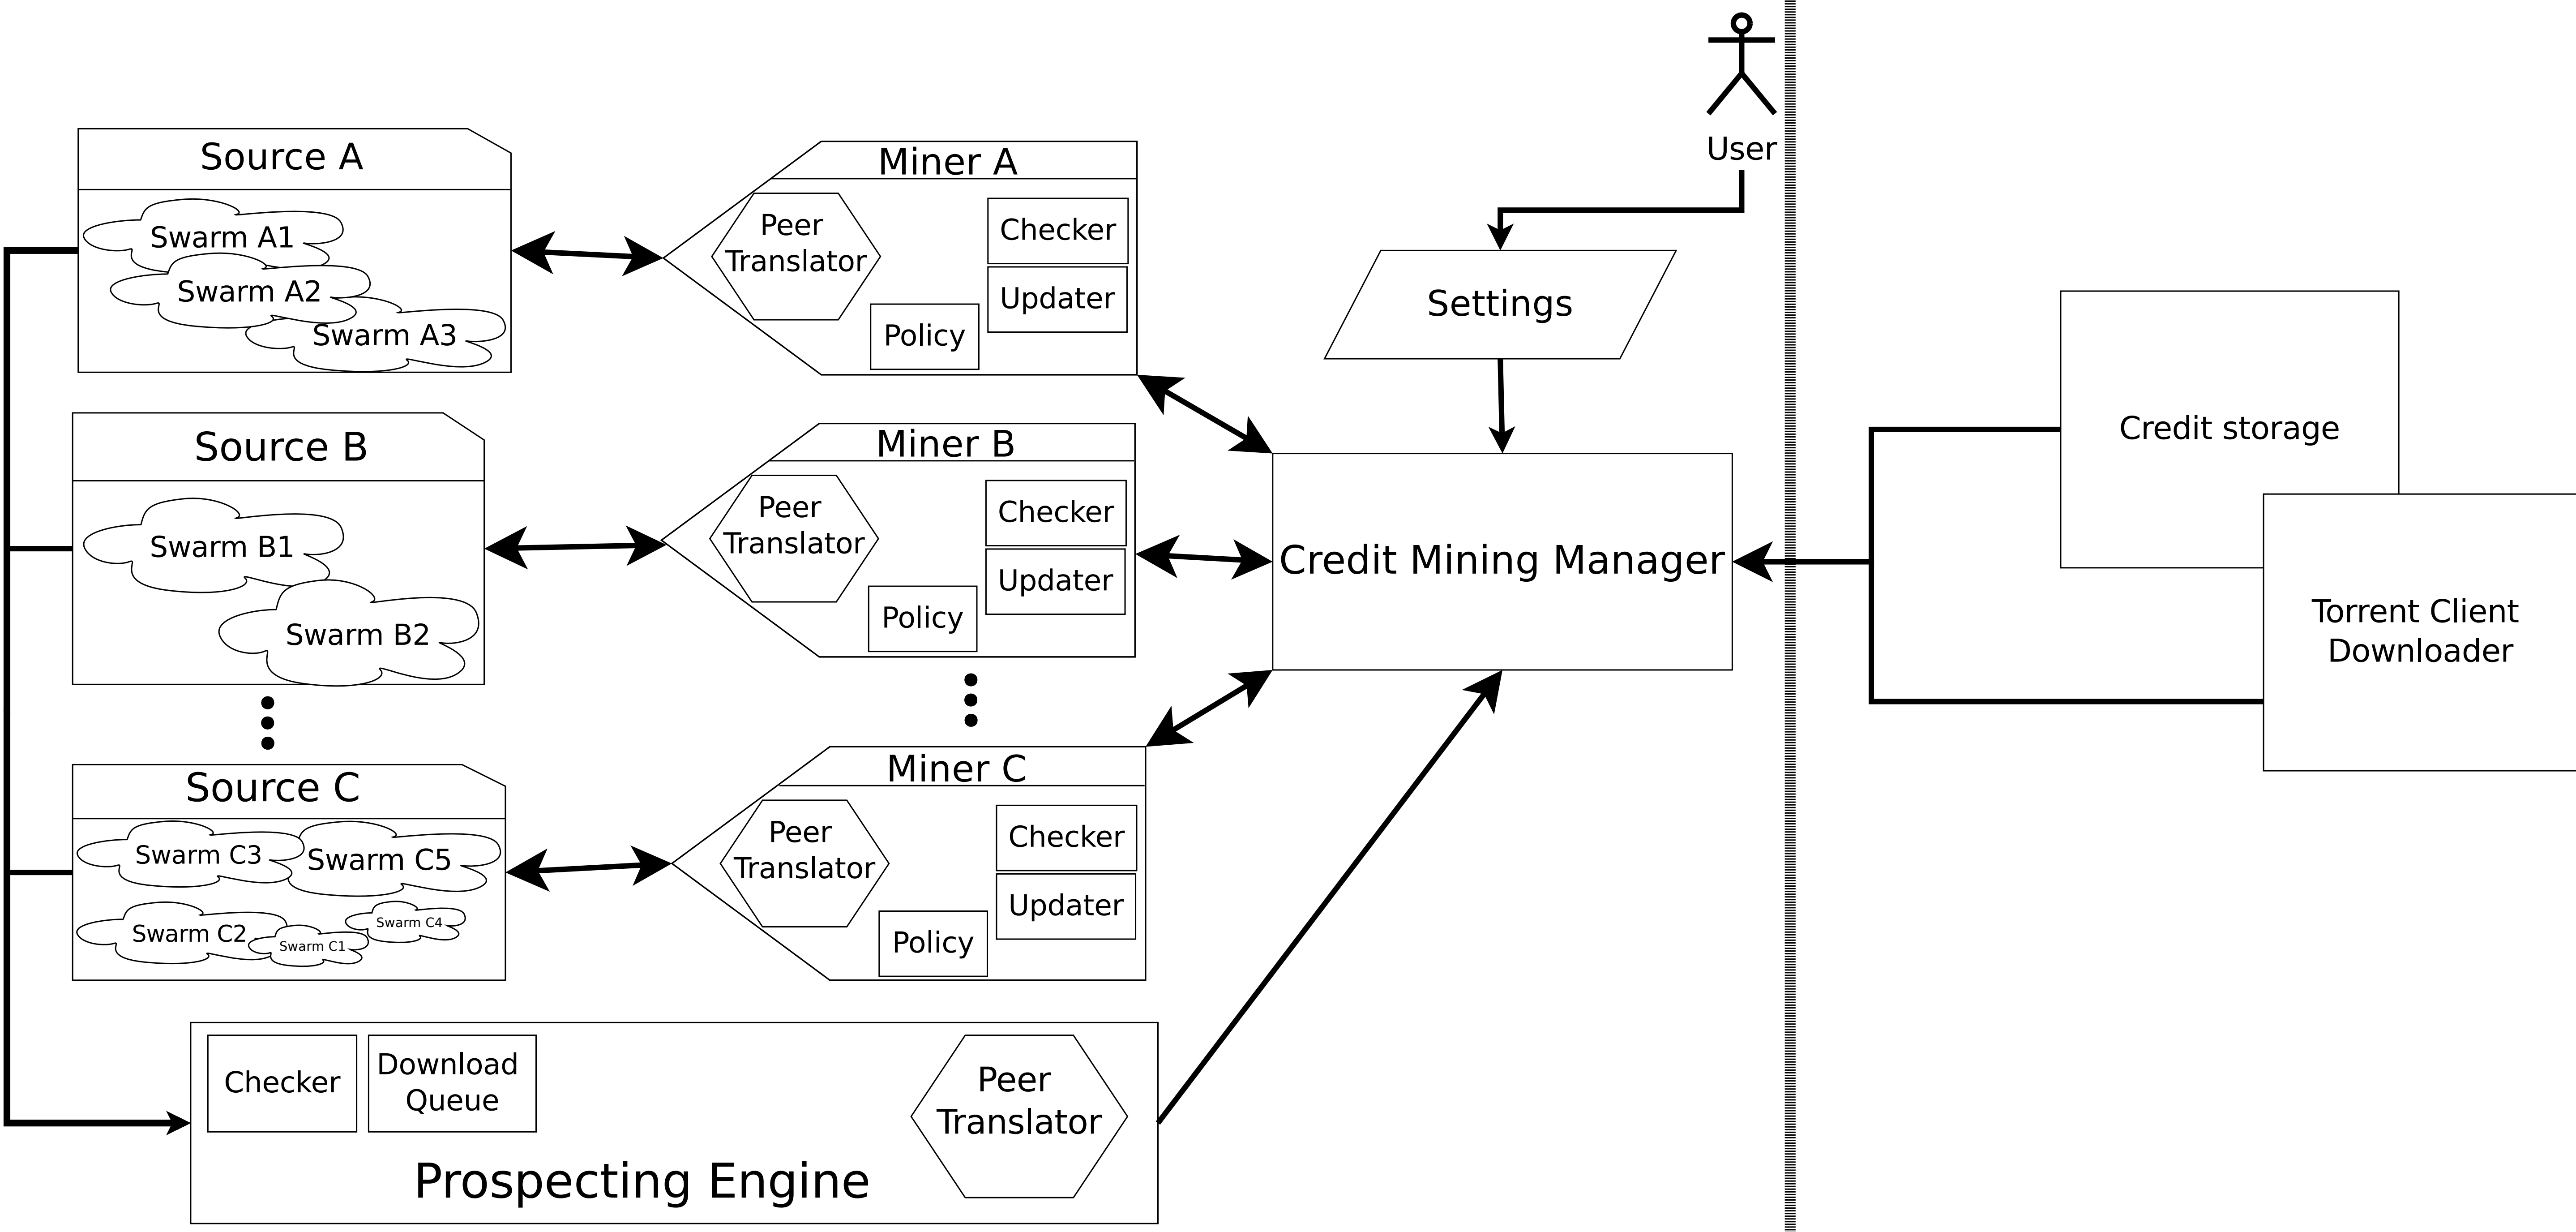 User
Source A
Swarm A1
Swarm A2
Swarm A3
Miner A
Peer
Translator
Checker
Updater
Policy
Settings
Source B
Swarm B1
Swarm B2
Miner B
Peer
Translator
Checker
Updater
Policy
Credit Mining Manager
Credit storage
Torrent Client
Downloader
Source C
Swarm C3
Swarm C5
Swarm C2
Swarm C1
Swarm C4
Miner C
Peer
Translator
Checker
Updater
Policy
Checker
Download
Queue
Peer
Translator
Prospecting Engine